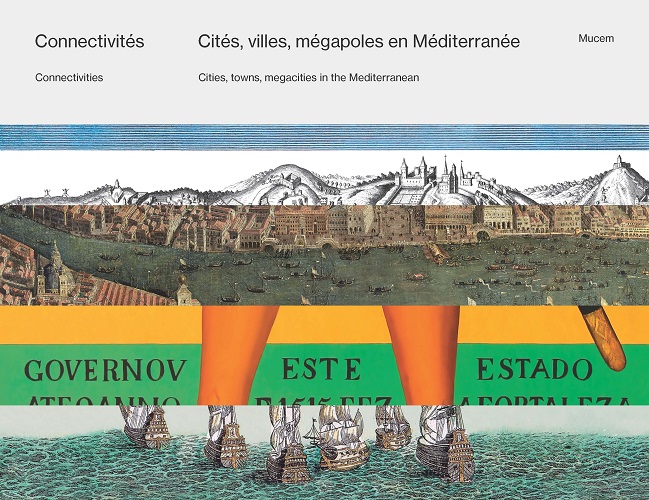 Connectivités
Cités, villes, mégapoles en Méditerranée
Mucem
Connectivities
Cities, towns, megacities in the Mediterranean
GOVERNOV ESTE ESTADO